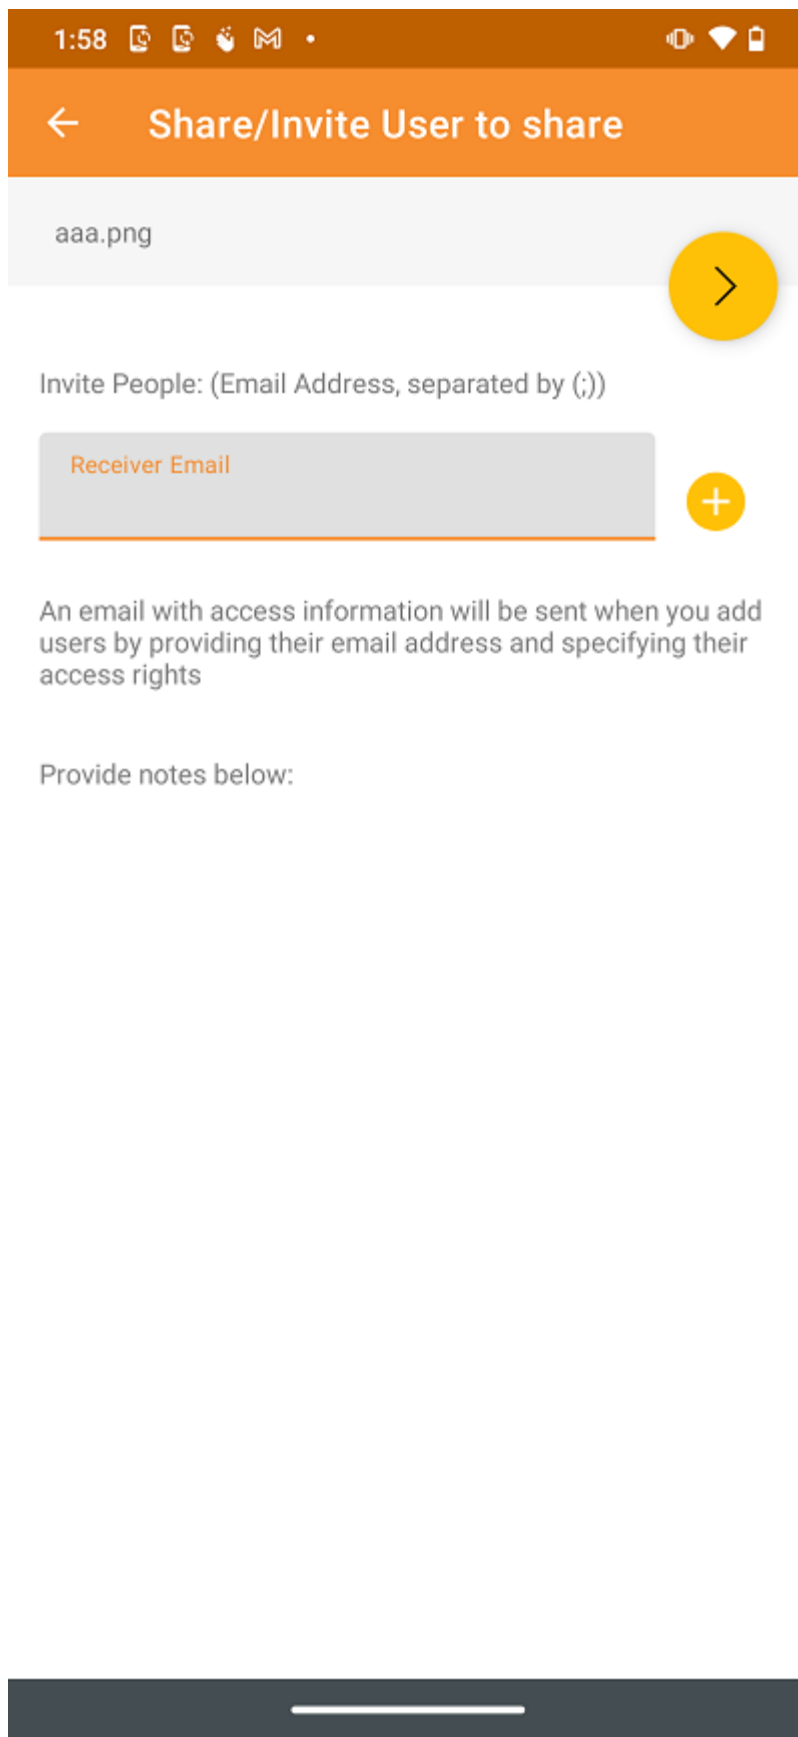 1:58
Share/Invite User to share
aaa.png
Invite People: (Email Address, separated by (;))
Receiver Email
An email with access information will be sent when you add
users by providing their email address and specifying their
access rights
Provide notes below: